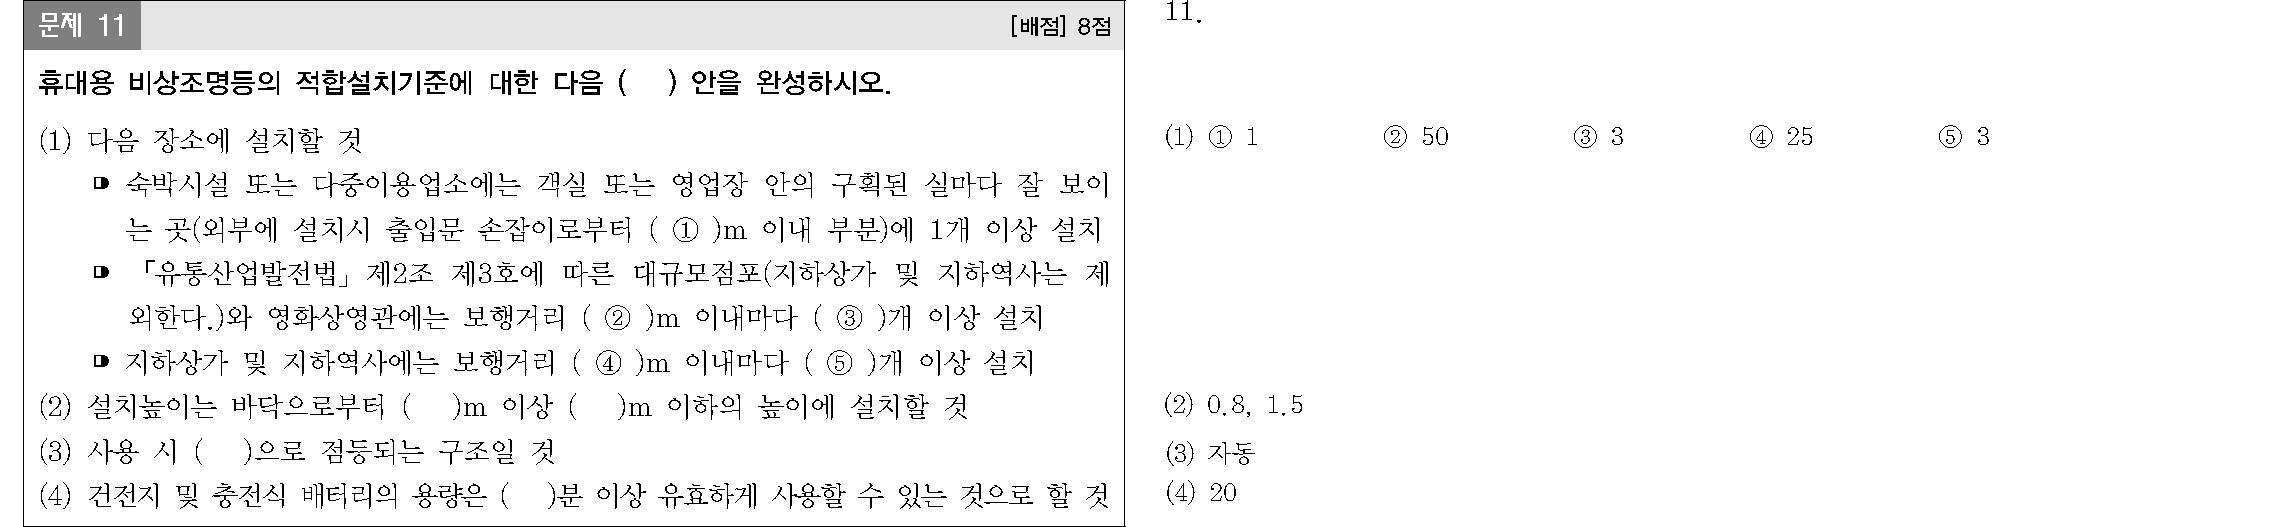 문제 11
[배점] 8점
휴대용 비상조명등의 적합설치기준에 대한 다음 ( ) 안을 완성하시오.
(1) 다음 장소에 설치할 것
숙박시설 또는 다중이용업소에는 객실 또는 영업장 안의 구획된 실마다 잘 보이
는 곳(외부에 설치시 출입문 손잡이로부터 ( ① )m 이내 부분)에 1개 이상 설치
「유통산업발전법」 제2조 제3호에 따른 대규모점포(지하상가 및 지하역사는 제
외한다.)와 영화상영관에는 보행거리 ( ② )m 이내마다 ( ③ )개 이상 설치
지하상가 및 지하역사에는 보행거리 ( ④ )m 이내마다 ( ⑤ )개 이상 설치
(2) 설치높이는 바닥으로부터 ( )m 이상 ( )m 이하의 높이에 설치할 것
(3) 사용 시 ( )으로 점등되는 구조일 것
(4) 건전지 및 충전식 배터리의 용량은 ( )분 이상 유효하게 사용할 수 있는 것으로 할 것
11.
(1) ① 1 ② 50 ③ 3 ④ 25 ⑤ 3
(2) 0.8, 1.5
(3) 자동
(4) 20